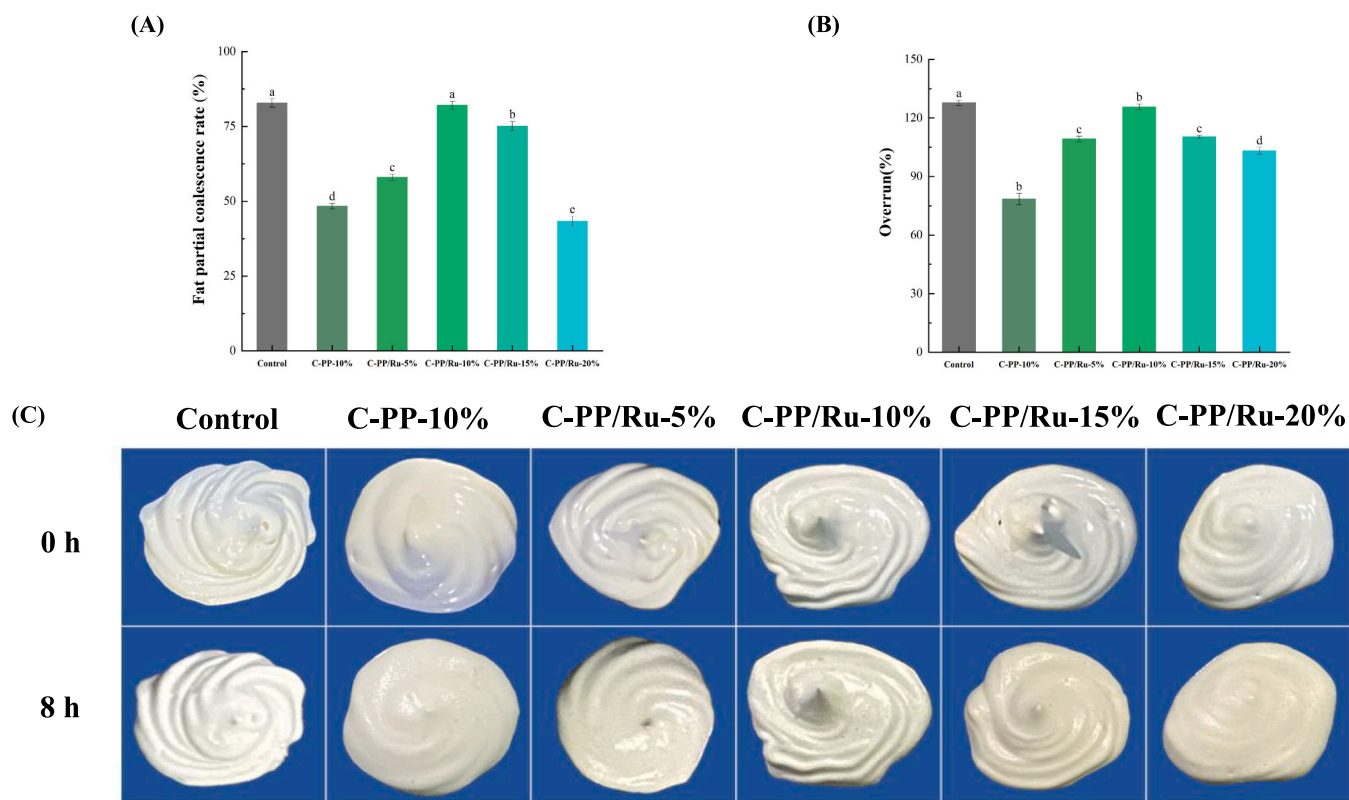 (A)
Fat partial coalescence rate (%)
100
75
50
25
0
a
d
c
a
b
e
Control
C-PP-10%
C-PP/Ru-5%
C-PP/Ru-10%
C-PP/Ru-15%
C-PP/Ru-20%
(B)
Overrun(%)
150
120
90
60
30
0
a
b
c
b
c
d
Control
C-PP-10%
C-PP/Ru-5%
C-PP/Ru-10%
C-PP/Ru-15%
C-PP/Ru-20%
(C)
Control C-PP-10% C-PP/Ru-5% C-PP/Ru-10% C-PP/Ru-15% C-PP/Ru-20%
0 h
8 h